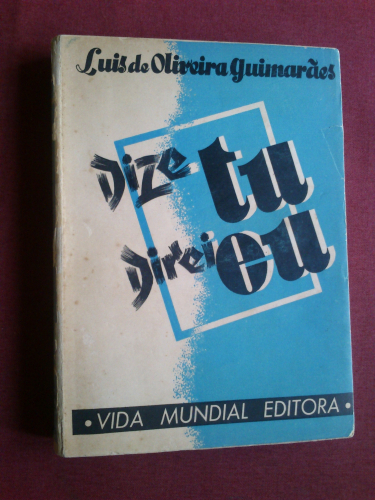 Luis de Oliveira Guimarães
Dize tu
Direi eu
• VIDA MUNDIAL EDITORA •